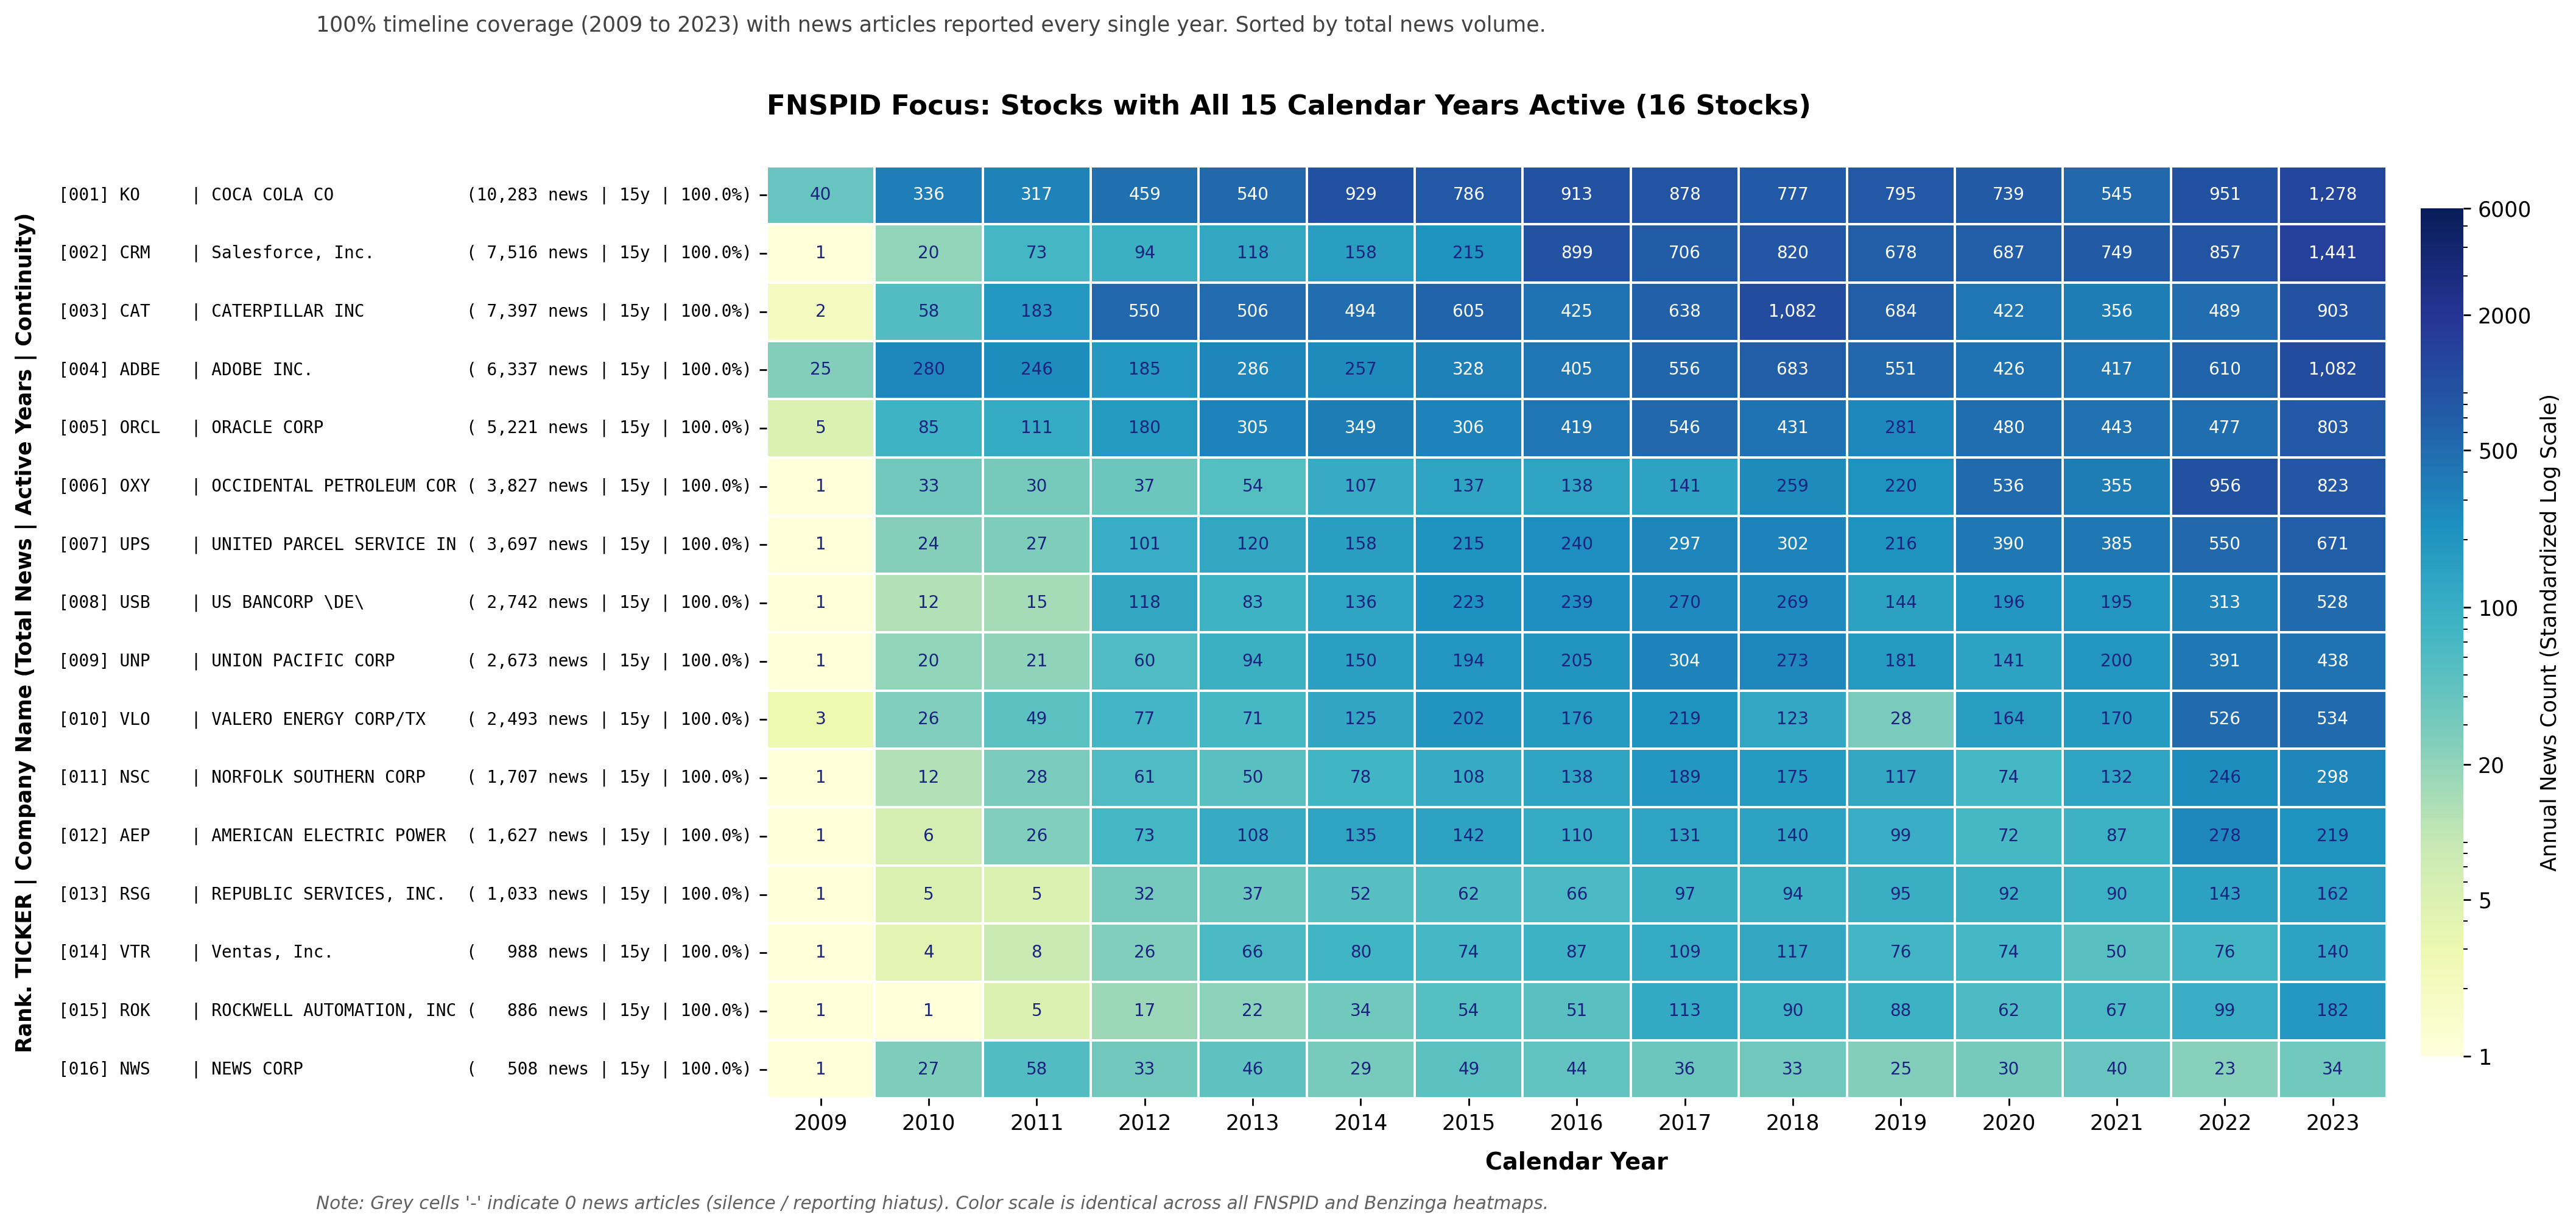 100% timeline coverage (2009 to 2023) with news articles reported every single year. Sorted by total news volume.
FNSPID Focus: Stocks with All 15 Calendar Years Active (16 Stocks)
Rank. TICKER | Company Name (Total News | Active Years | Continuity)
[001] KO | COCA COLA CO (10,283 news | 15y | 100.0%) 40 336 317 459 540 929 786 913 878 777 795 739 545 951 1,278
[002] CRM | Salesforce, Inc. ( 7,516 news | 15y | 100.0%) 1 20 73 94 118 158 215 899 706 820 678 687 749 857 1,441
[003] CAT | CATERPILLAR INC ( 7,397 news | 15y | 100.0%) 2 58 183 550 506 494 605 425 638 1,082 684 422 356 489 903
[004] ADBE | ADOBE INC. ( 6,337 news | 15y | 100.0%) 25 280 246 185 286 257 328 405 556 683 551 426 417 610 1,082
[005] ORCL | ORACLE CORP ( 5,221 news | 15y | 100.0%) 5 85 111 180 305 349 306 419 546 431 281 480 443 477 803
[006] OXY | OCCIDENTAL PETROLEUM COR ( 3,827 news | 15y | 100.0%) 1 33 30 37 54 107 137 138 141 259 220 536 355 956 823
[007] UPS | UNITED PARCEL SERVICE IN ( 3,697 news | 15y | 100.0%) 1 24 27 101 120 158 215 240 297 302 216 390 385 550 671
[008] USB | US BANCORP \DE\ ( 2,742 news | 15y | 100.0%) 1 12 15 118 83 136 223 239 270 269 144 196 195 313 528
[009] UNP | UNION PACIFIC CORP ( 2,673 news | 15y | 100.0%) 1 20 21 60 94 150 194 205 304 273 181 141 200 391 438
[010] VLO | VALERO ENERGY CORP/TX ( 2,493 news | 15y | 100.0%) 3 26 49 77 71 125 202 176 219 123 28 164 170 526 534
[011] NSC | NORFOLK SOUTHERN CORP ( 1,707 news | 15y | 100.0%) 1 12 28 61 50 78 108 138 189 175 117 74 132 246 298
[012] AEP | AMERICAN ELECTRIC POWER ( 1,627 news | 15y | 100.0%) 1 6 26 73 108 135 142 110 131 140 99 72 87 278 219
[013] RSG | REPUBLIC SERVICES, INC. ( 1,033 news | 15y | 100.0%) 1 5 5 32 37 52 62 66 97 94 95 92 90 143 162
[014] VTR | Ventas, Inc. ( 988 news | 15y | 100.0%) 1 4 8 26 66 80 74 87 109 117 76 74 50 76 140
[015] ROK | ROCKWELL AUTOMATION, INC ( 886 news | 15y | 100.0%) 1 1 5 17 22 34 54 51 113 90 88 62 67 99 182
[016] NWS | NEWS CORP ( 508 news | 15y | 100.0%) 1 27 58 33 46 29 49 44 36 33 25 30 40 23 34
2009 2010 2011 2012 2013 2014 2015 2016 2017 2018 2019 2020 2021 2022 2023
Calendar Year
6000
2000
500
100
20
5
1
Annual News Count (Standardized Log Scale)
Note: Grey cells '-' indicate 0 news articles (silence / reporting hiatus). Color scale is identical across all FNSPID and Benzinga heatmaps.